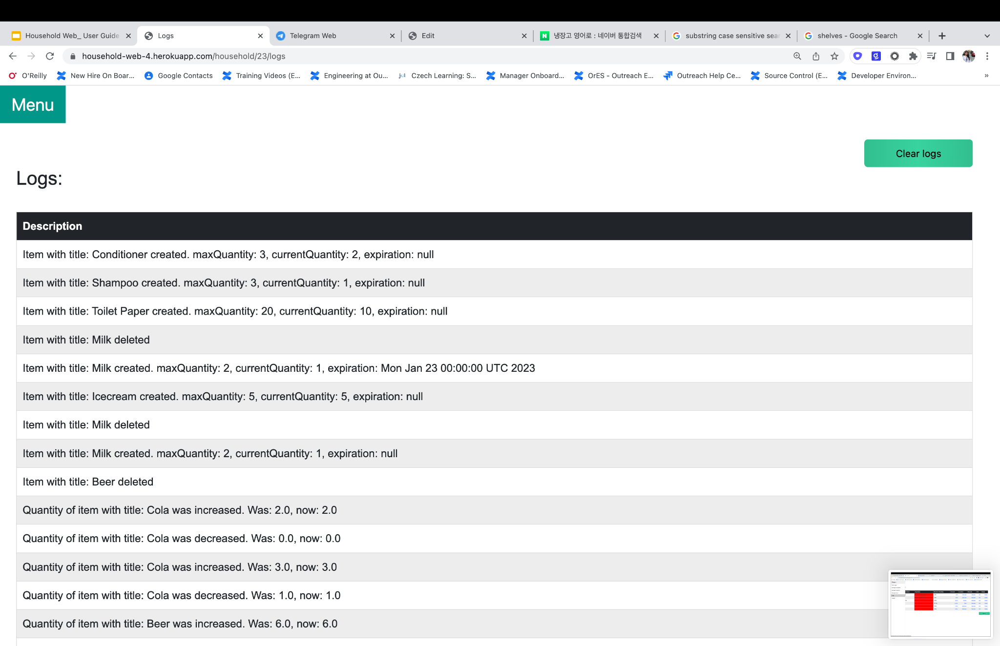 Household Web_ User Guide
Logs
Telegram Web
Edit
냉장고 영어로 : 네이버 통합검색
substring case sensitive sear
shelves - Google Search
household-web-4.herokuapp.com/household/23/logs
O'Reilly
New Hire On Boar...
Google Contacts
Training Videos (E...
Engineering at Ou...
Czech Learning: S...
Manager Onboard...
OrES - Outreach E...
Outreach Help Ce...
Source Control (E...
Developer Environ...
»
Menu
Clear logs
Logs:
Description
Item with title: Conditioner created. maxQuantity: 3, currentQuantity: 2, expiration: null
Item with title: Shampoo created. maxQuantity: 3, currentQuantity: 1, expiration: null
Item with title: Toilet Paper created. maxQuantity: 20, currentQuantity: 10, expiration: null
Item with title: Milk deleted
Item with title: Milk created. maxQuantity: 2, currentQuantity: 1, expiration: Mon Jan 23 00:00:00 UTC 2023
Item with title: Icecream created. maxQuantity: 5, currentQuantity: 5, expiration: null
Item with title: Milk deleted
Item with title: Milk created. maxQuantity: 2, currentQuantity: 1, expiration: null
Item with title: Beer deleted
Quantity of item with title: Cola was increased. Was: 2.0, now: 2.0
Quantity of item with title: Cola was decreased. Was: 0.0, now: 0.0
Quantity of item with title: Cola was increased. Was: 3.0, now: 3.0
Quantity of item with title: Cola was decreased. Was: 1.0, now: 1.0
Quantity of item with title: Beer was increased. Was: 6.0, now: 6.0